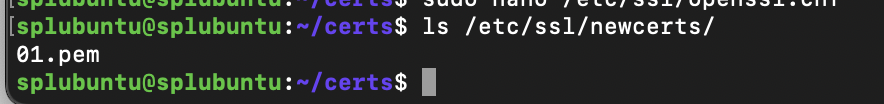 [splubuntu@splubuntu:~/certs$ sudo nano /etc/ssl/openssl.cnf
[splubuntu@splubuntu:~/certs$ ls /etc/ssl/newcerts/
01.pem
splubuntu@splubuntu:~/certs$